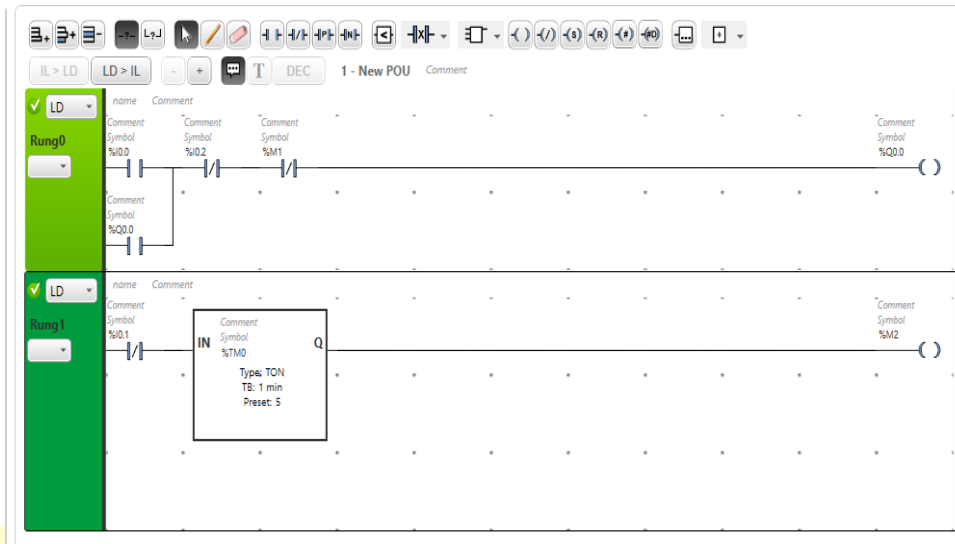 IL > LD LD > IL - + T DEC 1 - New POU Comment
LD name Comment
Rung0
Comment Comment Comment Comment
Symbol Symbol Symbol Symbol
%I0.0 %I0.2 %M1 %Q0.0
Comment
Symbol
%Q0.0
LD name Comment
Rung1
Comment Comment
Symbol Symbol
%I0.1 %M2
Comment
IN Symbol Q
%TM0
Type: TON
TB: 1 min
Preset: 5